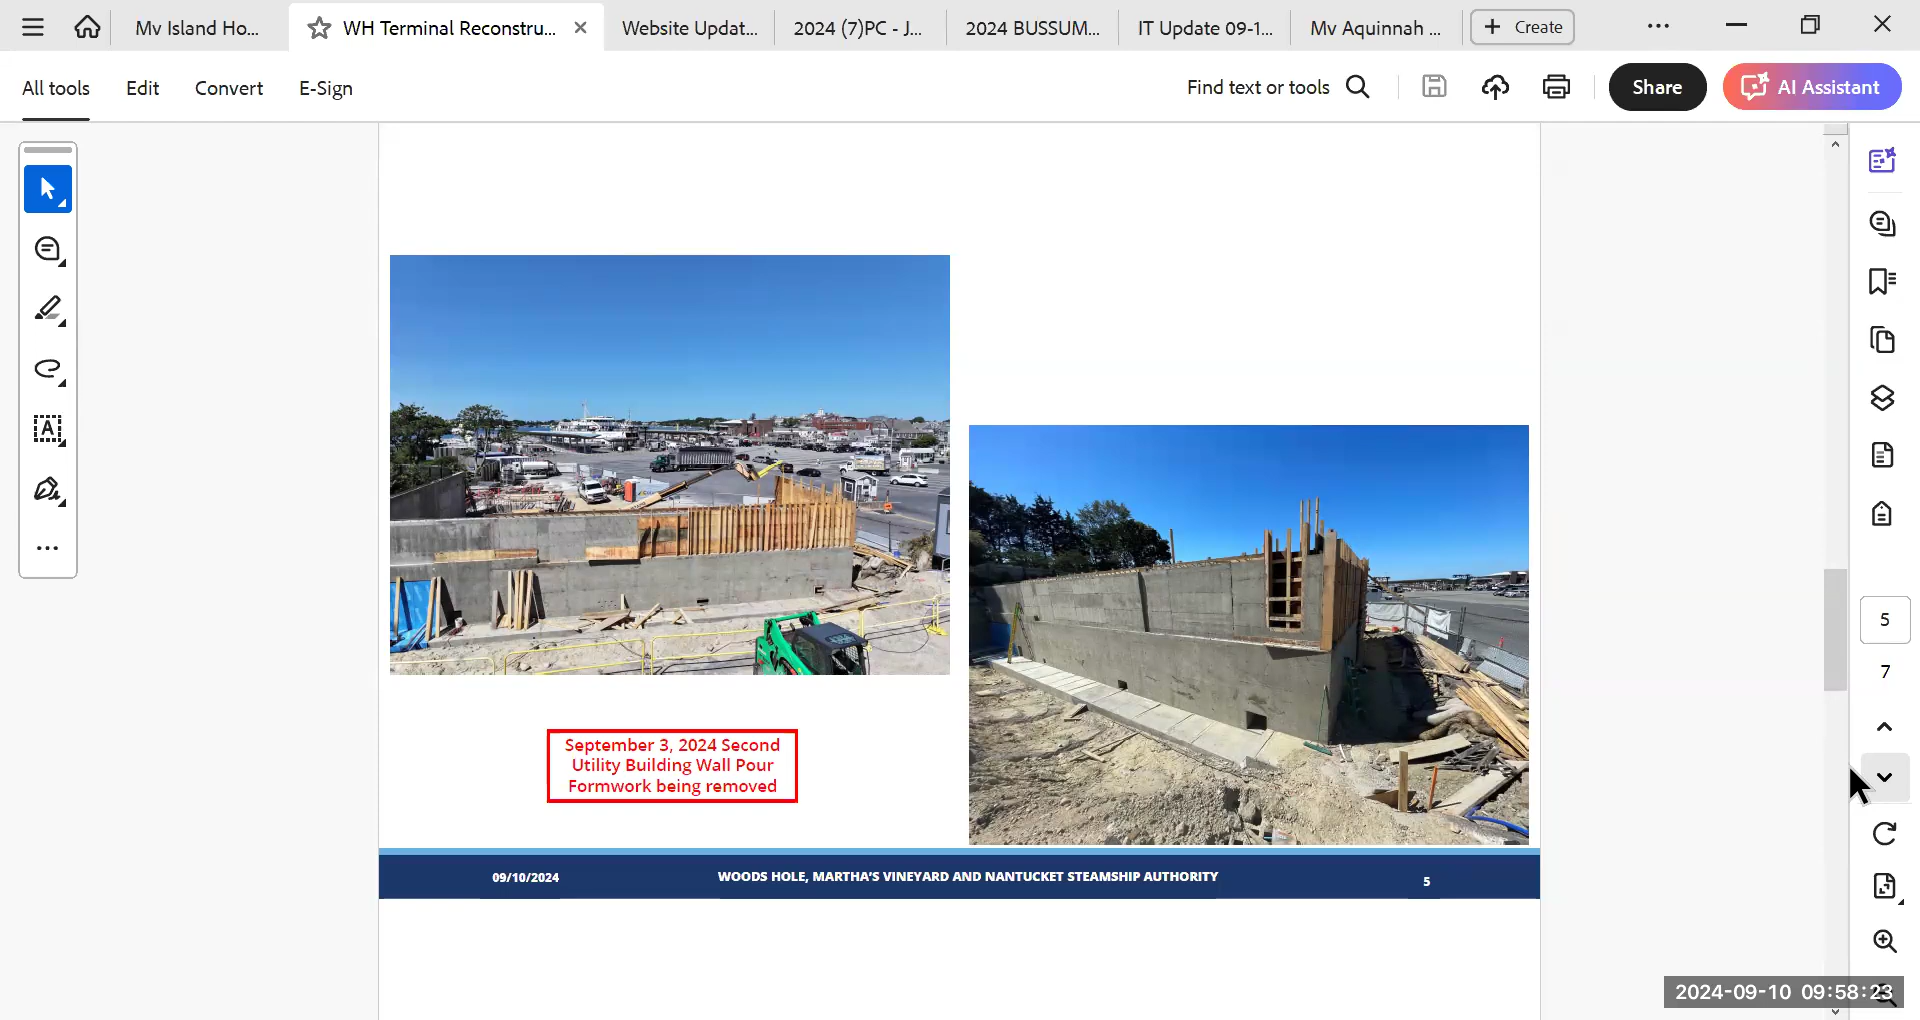 Mv Island Ho...
WH Terminal Reconstru...
Website Updat...
2024 (7)PC - J...
2024 BUSSUM...
IT Update 09-1...
Mv Aquinnah ...
Create
All tools
Edit
Convert
E-Sign
Find text or tools
Share
AI Assistant
September 3, 2024 Second
Utility Building Wall Pour
Formwork being removed
5
7
09/10/2024
WOODS HOLE, MARTHA'S VINEYARD AND NANTUCKET STEAMSHIP AUTHORITY
5
2024-09-10 09:58:23